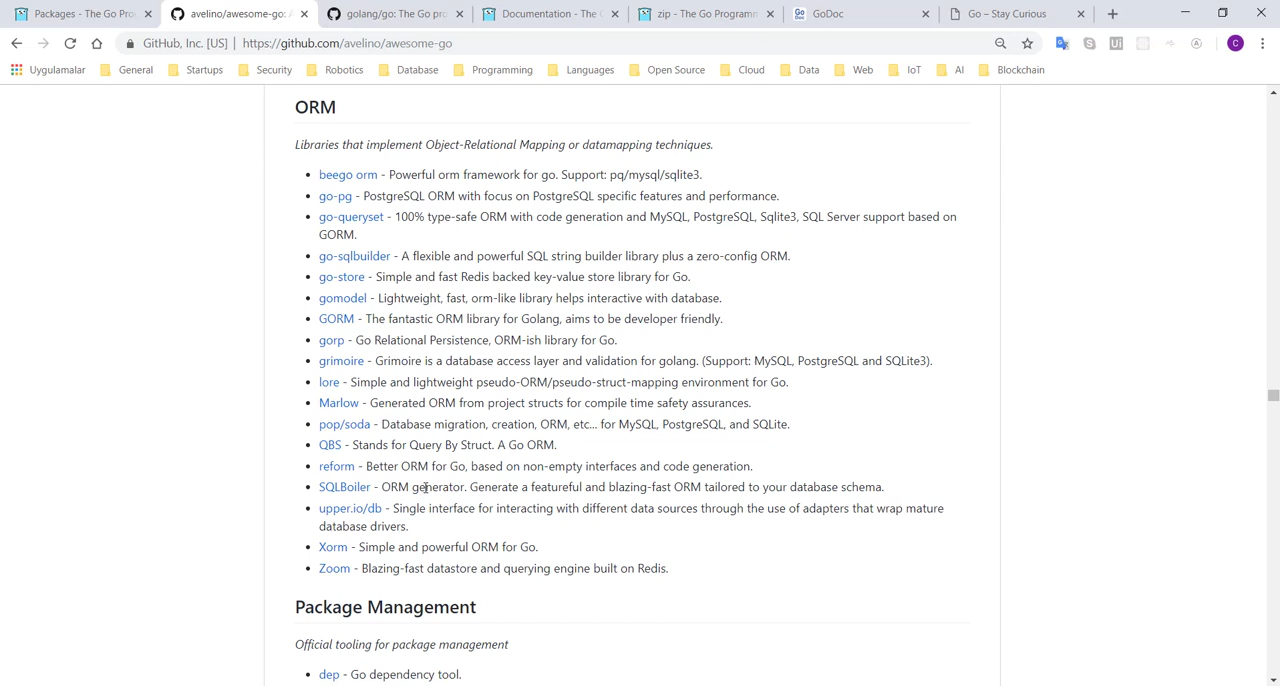 Packages - The Go Pro
avelino/awesome-go: A
golang/go: The Go pro
Documentation - The G
zip - The Go Programm
GoDoc
Go – Stay Curious
GitHub, Inc. [US] | https://github.com/avelino/awesome-go
Uygulamalar General Startups Security Robotics Database Programming Languages Open Source Cloud Data Web IoT AI Blockchain
ORM
Libraries that implement Object-Relational Mapping or datamapping techniques.
beego orm - Powerful orm framework for go. Support: pq/mysql/sqlite3.
go-pg - PostgreSQL ORM with focus on PostgreSQL specific features and performance.
go-queryset - 100% type-safe ORM with code generation and MySQL, PostgreSQL, Sqlite3, SQL Server support based on
GORM.
go-sqlbuilder - A flexible and powerful SQL string builder library plus a zero-config ORM.
go-store - Simple and fast Redis backed key-value store library for Go.
gomodel - Lightweight, fast, orm-like library helps interactive with database.
GORM - The fantastic ORM library for Golang, aims to be developer friendly.
gorp - Go Relational Persistence, ORM-ish library for Go.
grimoire - Grimoire is a database access layer and validation for golang. (Support: MySQL, PostgreSQL and SQLite3).
lore - Simple and lightweight pseudo-ORM/pseudo-struct-mapping environment for Go.
Marlow - Generated ORM from project structs for compile time safety assurances.
pop/soda - Database migration, creation, ORM, etc... for MySQL, PostgreSQL, and SQLite.
QBS - Stands for Query By Struct. A Go ORM.
reform - Better ORM for Go, based on non-empty interfaces and code generation.
SQLBoiler - ORM generator. Generate a featureful and blazing-fast ORM tailored to your database schema.
upper.io/db - Single interface for interacting with different data sources through the use of adapters that wrap mature
database drivers.
Xorm - Simple and powerful ORM for Go.
Zoom - Blazing-fast datastore and querying engine built on Redis.
Package Management
Official tooling for package management
dep - Go dependency tool.